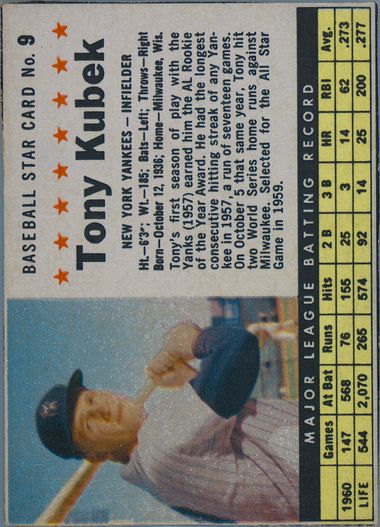 BASEBALL STAR CARD No. 9
Tony Kubek
NEW YORK YANKEES — INFIELDER
Ht.—6'3"; Wt.—185; Bats—Left; Throws—Right
Born—October 12, 1936; Home—Milwaukee, Wis.
Tony's first season of play with the
Yanks (1957) earned him the AL Rookie
of the Year Award. He had the longest
consecutive hitting streak of any Yan-
kee in 1957, a run of seventeen games.
On October 5 that same year, Tony hit
two World Series home runs against
Milwaukee. Selected for the All Star
Game in 1959.
MAJOR LEAGUE BATTING RECORD
Games At Bat Runs Hits 2 B 3 B HR RBI Avg.
1960 147 568 76 155 25 3 14 62 .273
LIFE 544 2,070 265 574 92 14 25 200 .277